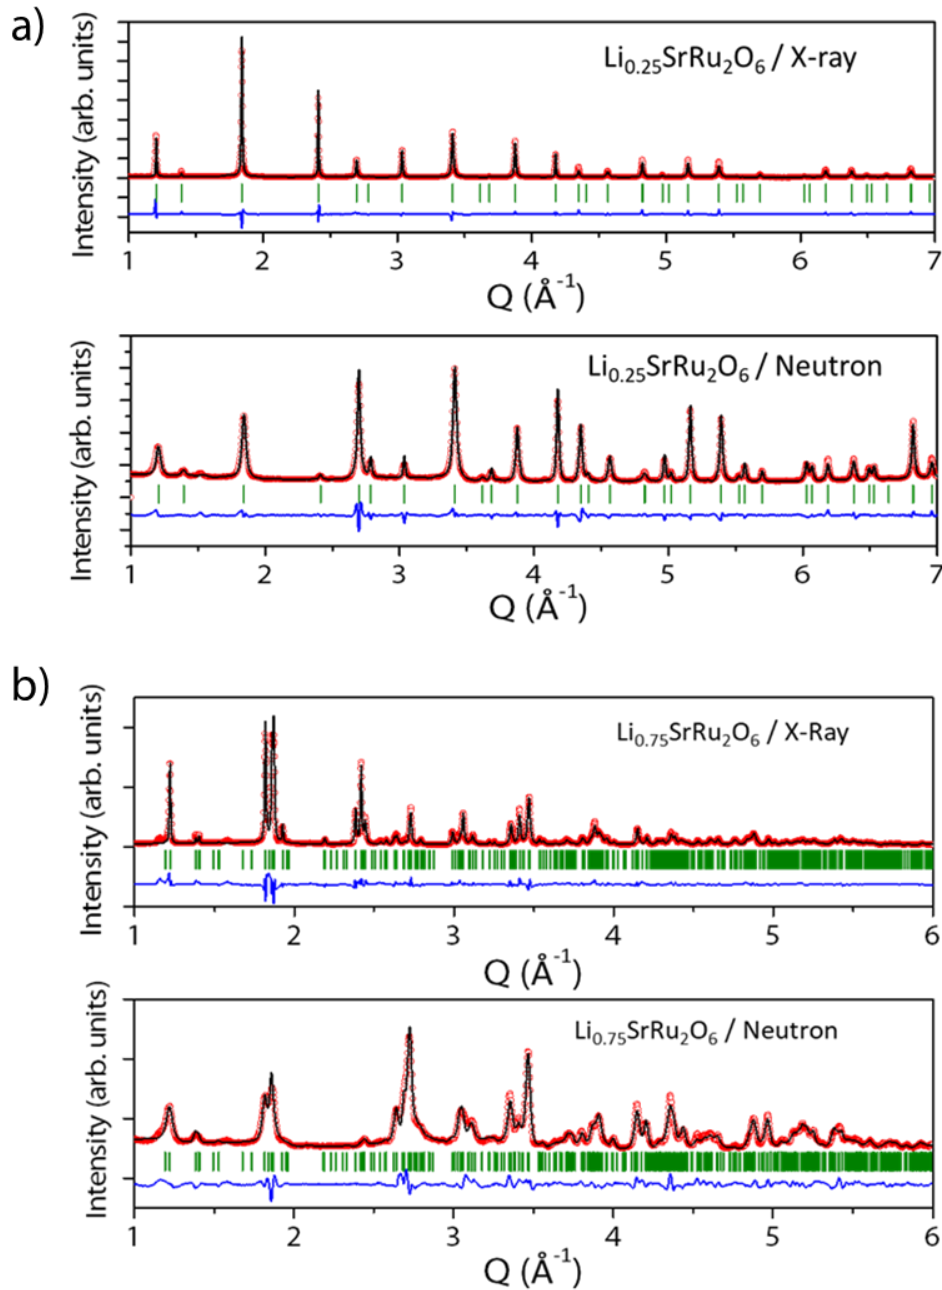 a)
Li₀.₂₅SrRu₂O₆ / X-ray
Intensity (arb. units)
1 2 3 4 5 6 7
Q (Å⁻¹)
Li₀.₂₅SrRu₂O₆ / Neutron
Intensity (arb. units)
1 2 3 4 5 6 7
Q (Å⁻¹)
b)
Li₀.₇₅SrRu₂O₆ / X-Ray
Intensity (arb. units)
1 2 3 4 5 6
Q (Å⁻¹)
Li₀.₇₅SrRu₂O₆ / Neutron
Intensity (arb. units)
1 2 3 4 5 6
Q (Å⁻¹)